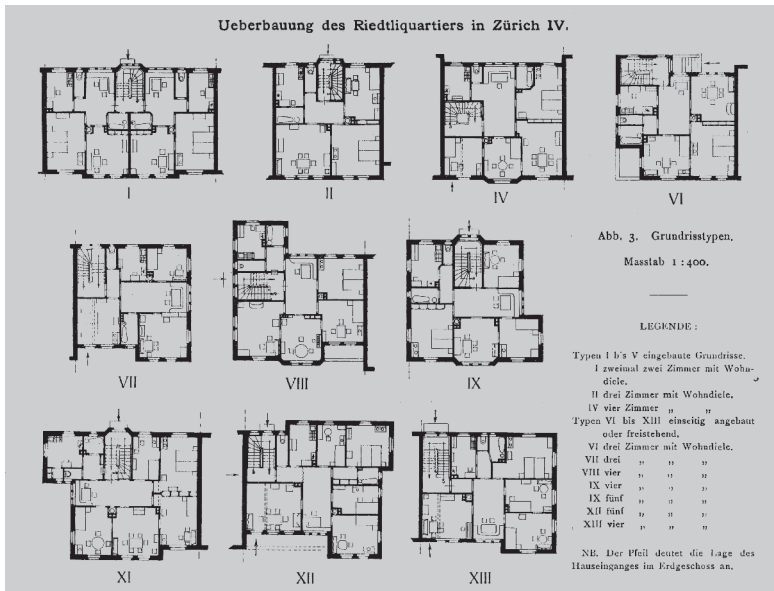 Ueberbauung des Riedtliquartiers in Zürich IV.
I
II
IV
VI
Abb. 3. Grundrisstypen.
Masstab 1 : 400.
LEGENDE :
VII
VIII
IX
Typen I b's V eingebaute Grundrisse.
I zweimal zwei Zimmer mit Wohn-
diele.
II drei Zimmer mit Wohndiele.
IV vier Zimmer „ „
Typen VI bis XIII einseitig angebaut
oder freistehend.
VI drei Zimmer mit Wohndiele.
VII drei „ „ „
VIII vier „ „ „
IX vier „ „ „
IX fünf „ „ „
XII fünf „ „ „
XIII vier „ „ „
NB. Der Pfeil deutet die Lage des
Hauseinganges im Erdgeschoss an.
XI
XII
XIII